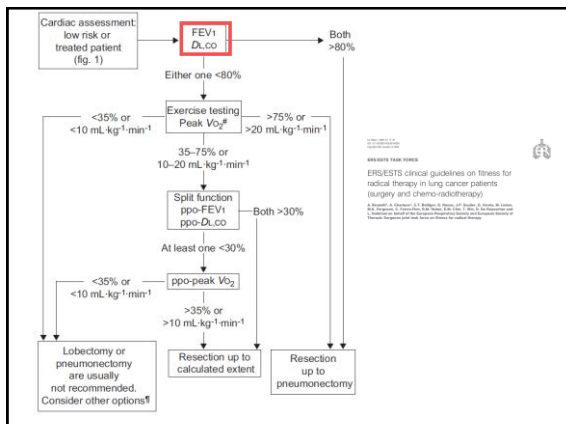 Cardiac assessment:
low risk or
treated patient
(fig. 1)
FEV1
DL,CO
Both
>80%
Either one <80%
Exercise testing
Peak V′O2#
<35% or
<10 mL·kg-1·min-1
>75% or
>20 mL·kg-1·min-1
35–75% or
10–20 mL·kg-1·min-1
Split function
ppo-FEV1
ppo-DL,CO
Both >30%
At least one <30%
ppo-peak V′O2
<35% or
<10 mL·kg-1·min-1
>35% or
>10 mL·kg-1·min-1
Lobectomy or
pneumonectomy
are usually
not recommended.
Consider other options¶
Resection up to
calculated extent
Resection
up to
pneumonectomy
ERS/ESTS TASK FORCE
ERS/ESTS clinical guidelines on fitness for
radical therapy in lung cancer patients
(surgery and chemo-radiotherapy)